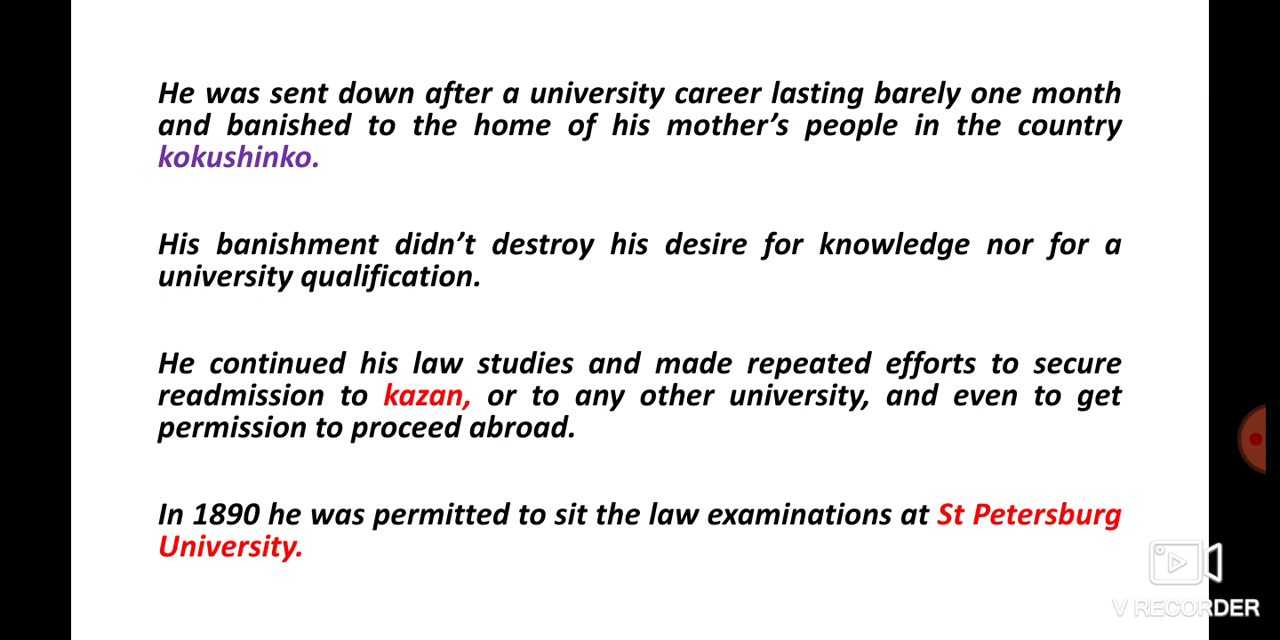 He was sent down after a university career lasting barely one month
and banished to the home of his mother's people in the country
kokushinko.
His banishment didn't destroy his desire for knowledge nor for a
university qualification.
He continued his law studies and made repeated efforts to secure
readmission to kazan, or to any other university, and even to get
permission to proceed abroad.
In 1890 he was permitted to sit the law examinations at St Petersburg
University.
V RECORDER